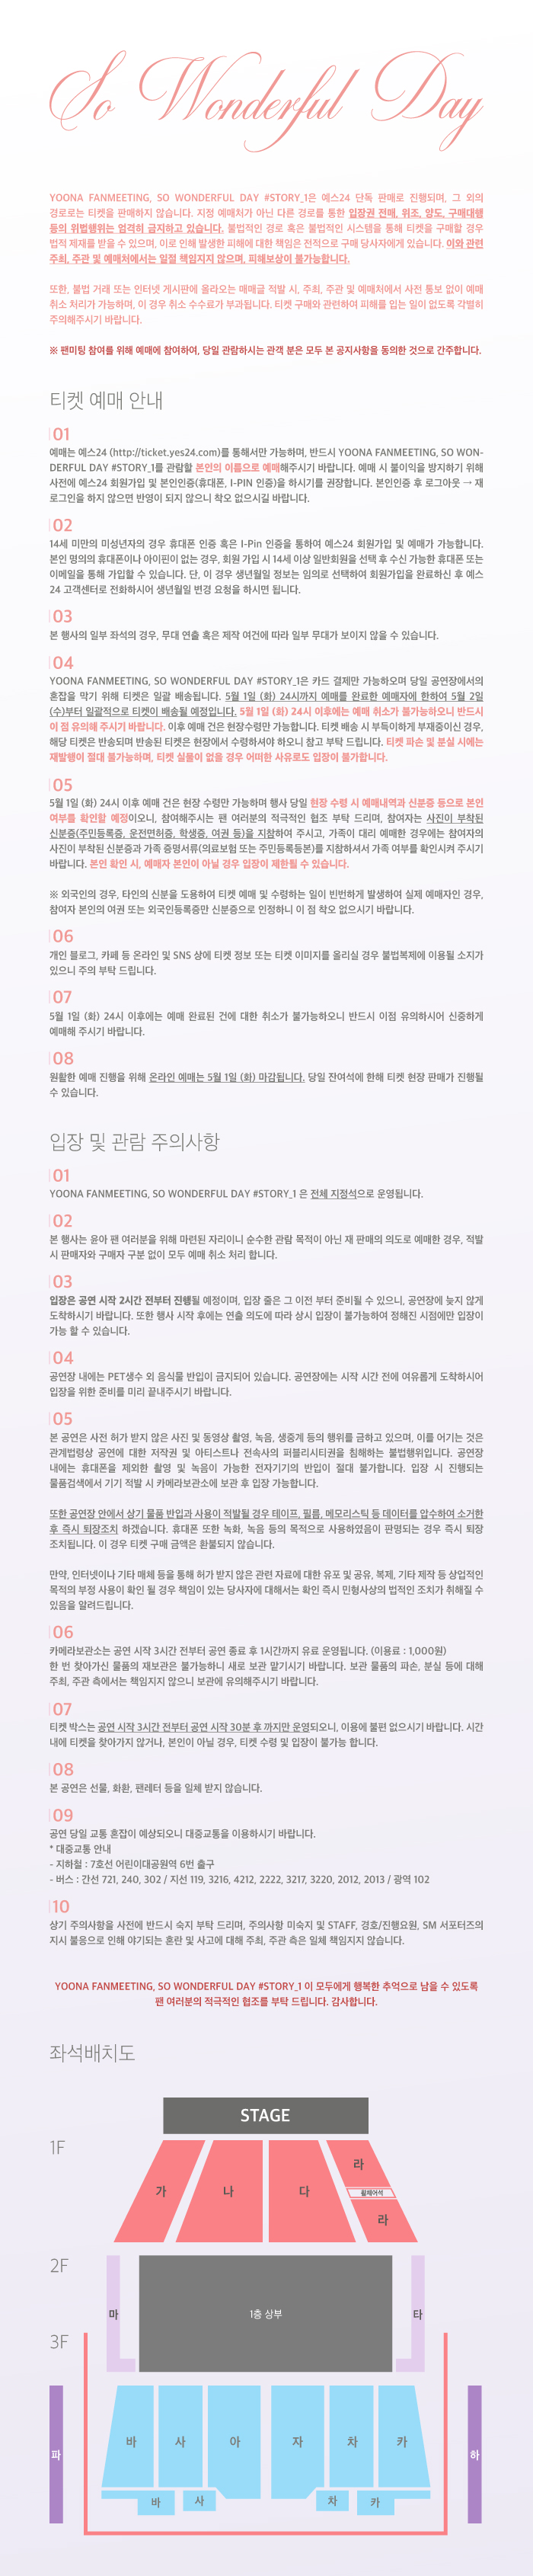 So Wonderful Day
YOONA FANMEETING, SO WONDERFUL DAY #STORY_1은 예스24 단독 판매로 진행되며, 그 외의
경로로는 티켓을 판매하지 않습니다. 지정 예매처가 아닌 다른 경로를 통한 입장권 전매, 위조, 양도, 구매대행
등의 위법행위는 엄격히 금지하고 있습니다. 불법적인 경로 혹은 불법적인 시스템을 통해 티켓을 구매할 경우
법적 제재를 받을 수 있으며, 이로 인해 발생한 피해에 대한 책임은 전적으로 구매 당사자에게 있습니다. 이와 관련
주최, 주관 및 예매처에서는 일절 책임지지 않으며, 피해보상이 불가능합니다.
또한, 불법 거래 또는 인터넷 게시판에 올라오는 매매글 적발 시, 주최, 주관 및 예매처에서 사전 통보 없이 예매
취소 처리가 가능하며, 이 경우 취소 수수료가 부과됩니다. 티켓 구매와 관련하여 피해를 입는 일이 없도록 각별히
주의해주시기 바랍니다.
※ 팬미팅 참여를 위해 예매에 참여하여, 당일 관람하시는 관객 분은 모두 본 공지사항을 동의한 것으로 간주합니다.
티켓 예매 안내
01
예매는 예스24 (http://ticket.yes24.com)를 통해서만 가능하며, 반드시 YOONA FANMEETING, SO WON-
DERFUL DAY #STORY_1를 관람할 본인의 이름으로 예매해주시기 바랍니다. 예매 시 불이익을 방지하기 위해
사전에 예스24 회원가입 및 본인인증(휴대폰, I-PIN 인증)을 하시기를 권장합니다. 본인인증 후 로그아웃 → 재
로그인을 하지 않으면 반영이 되지 않으니 착오 없으시길 바랍니다.
02
14세 미만의 미성년자의 경우 휴대폰 인증 혹은 I-Pin 인증을 통하여 예스24 회원가입 및 예매가 가능합니다.
본인 명의의 휴대폰이나 아이핀이 없는 경우, 회원 가입 시 14세 이상 일반회원을 선택 후 수신 가능한 휴대폰 또는
이메일을 통해 가입할 수 있습니다. 단, 이 경우 생년월일 정보는 임의로 선택하여 회원가입을 완료하신 후 예스
24 고객센터로 전화하시어 생년월일 변경 요청을 하시면 됩니다.
03
본 행사의 일부 좌석의 경우, 무대 연출 혹은 제작 여건에 따라 일부 무대가 보이지 않을 수 있습니다.
04
YOONA FANMEETING, SO WONDERFUL DAY #STORY_1은 카드 결제만 가능하오며 당일 공연장에서의
혼잡을 막기 위해 티켓은 일괄 배송됩니다. 5월 1일 (화) 24시까지 예매를 완료한 예매자에 한하여 5월 2일
(수)부터 일괄적으로 티켓이 배송될 예정입니다. 5월 1일 (화) 24시 이후에는 예매 취소가 불가능하오니 반드시
이 점 유의해 주시기 바랍니다. 이후 예매 건은 현장수령만 가능합니다. 티켓 배송 시 부득이하게 부재중이신 경우,
해당 티켓은 반송되며 반송된 티켓은 현장에서 수령하셔야 하오니 참고 부탁 드립니다. 티켓 파손 및 분실 시에는
재발행이 절대 불가능하며, 티켓 실물이 없을 경우 어떠한 사유로도 입장이 불가합니다.
05
5월 1일 (화) 24시 이후 예매 건은 현장 수령만 가능하며 행사 당일 현장 수령 시 예매내역과 신분증 등으로 본인
여부를 확인할 예정이오니, 참여해주시는 팬 여러분의 적극적인 협조 부탁 드리며, 참여자는 사진이 부착된
신분증(주민등록증, 운전면허증, 학생증, 여권 등)을 지참하여 주시고, 가족이 대리 예매한 경우에는 참여자의
사진이 부착된 신분증과 가족 증명서류(의료보험 또는 주민등록등본)를 지참하셔서 가족 여부를 확인시켜 주시기
바랍니다. 본인 확인 시, 예매자 본인이 아닐 경우 입장이 제한될 수 있습니다.
※ 외국인의 경우, 타인의 신분을 도용하여 티켓 예매 및 수령하는 일이 빈번하게 발생하여 실제 예매자인 경우,
참여자 본인의 여권 또는 외국인등록증만 신분증으로 인정하니 이 점 착오 없으시기 바랍니다.
06
개인 블로그, 카페 등 온라인 및 SNS 상에 티켓 정보 또는 티켓 이미지를 올리실 경우 불법복제에 이용될 소지가
있으니 주의 부탁 드립니다.
07
5월 1일 (화) 24시 이후에는 예매 완료된 건에 대한 취소가 불가능하오니 반드시 이점 유의하시어 신중하게
예매해 주시기 바랍니다.
08
원활한 예매 진행을 위해 온라인 예매는 5월 1일 (화) 마감됩니다. 당일 잔여석에 한해 티켓 현장 판매가 진행될
수 있습니다.
입장 및 관람 주의사항
01
YOONA FANMEETING, SO WONDERFUL DAY #STORY_1 은 전체 지정석으로 운영됩니다.
02
본 행사는 윤아 팬 여러분을 위해 마련된 자리이니 순수한 관람 목적이 아닌 재 판매의 의도로 예매한 경우, 적발
시 판매자와 구매자 구분 없이 모두 예매 취소 처리 합니다.
03
입장은 공연 시작 2시간 전부터 진행될 예정이며, 입장 줄은 그 이전 부터 준비될 수 있으니, 공연장에 늦지 않게
도착하시기 바랍니다. 또한 행사 시작 후에는 연출 의도에 따라 상시 입장이 불가능하여 정해진 시점에만 입장이
가능 할 수 있습니다.
04
공연장 내에는 PET생수 외 음식물 반입이 금지되어 있습니다. 공연장에는 시작 시간 전에 여유롭게 도착하시어
입장을 위한 준비를 미리 끝내주시기 바랍니다.
05
본 공연은 사전 허가 받지 않은 사진 및 동영상 촬영, 녹음, 생중계 등의 행위를 금하고 있으며, 이를 어기는 것은
관계법령상 공연에 대한 저작권 및 아티스트나 전속사의 퍼블리시티권을 침해하는 불법행위입니다. 공연장
내에는 휴대폰을 제외한 촬영 및 녹음이 가능한 전자기기의 반입이 절대 불가합니다. 입장 시 진행되는
물품검색에서 기기 적발 시 카메라보관소에 보관 후 입장 가능합니다.
또한 공연장 안에서 상기 물품 반입과 사용이 적발될 경우 테이프, 필름, 메모리스틱 등 데이터를 압수하여 소거한
후 즉시 퇴장조치 하겠습니다. 휴대폰 또한 녹화, 녹음 등의 목적으로 사용하였음이 판명되는 경우 즉시 퇴장
조치됩니다. 이 경우 티켓 구매 금액은 환불되지 않습니다.
만약, 인터넷이나 기타 매체 등을 통해 허가 받지 않은 관련 자료에 대한 유포 및 공유, 복제, 기타 제작 등 상업적인
목적의 부정 사용이 확인 될 경우 책임이 있는 당사자에 대해서는 확인 즉시 민형사상의 법적인 조치가 취해질 수
있음을 알려드립니다.
06
카메라보관소는 공연 시작 3시간 전부터 공연 종료 후 1시간까지 유료 운영됩니다. (이용료 : 1,000원)
한 번 찾아가신 물품의 재보관은 불가능하니 새로 보관 맡기시기 바랍니다. 보관 물품의 파손, 분실 등에 대해
주최, 주관 측에서는 책임지지 않으니 보관에 유의해주시기 바랍니다.
07
티켓 박스는 공연 시작 3시간 전부터 공연 시작 30분 후 까지만 운영되오니, 이용에 불편 없으시기 바랍니다. 시간
내에 티켓을 찾아가지 않거나, 본인이 아닐 경우, 티켓 수령 및 입장이 불가능 합니다.
08
본 공연은 선물, 화환, 팬레터 등을 일체 받지 않습니다.
09
공연 당일 교통 혼잡이 예상되오니 대중교통을 이용하시기 바랍니다.
* 대중교통 안내
- 지하철 : 7호선 어린이대공원역 6번 출구
- 버스 : 간선 721, 240, 302 / 지선 119, 3216, 4212, 2222, 3217, 3220, 2012, 2013 / 광역 102
10
상기 주의사항을 사전에 반드시 숙지 부탁 드리며, 주의사항 미숙지 및 STAFF, 경호/진행요원, SM 서포터즈의
지시 불응으로 인해 야기되는 혼란 및 사고에 대해 주최, 주관 측은 일체 책임지지 않습니다.
YOONA FANMEETING, SO WONDERFUL DAY #STORY_1 이 모두에게 행복한 추억으로 남을 수 있도록
팬 여러분의 적극적인 협조를 부탁 드립니다. 감사합니다.
좌석배치도
STAGE
1F
가
나
다
라
휠체어석
라
2F
마
1층 상부
타
3F
파
바
사
아
자
차
카
하
바
사
차
카